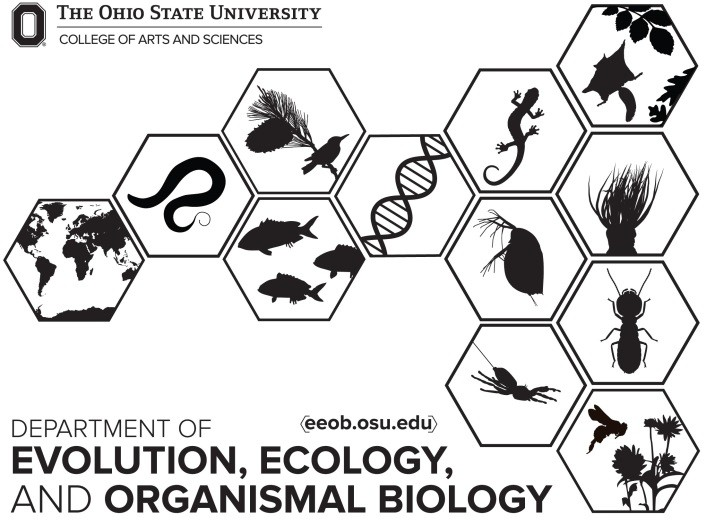 THE OHIO STATE UNIVERSITY
COLLEGE OF ARTS AND SCIENCES
eeob.osu.edu
DEPARTMENT OF
EVOLUTION, ECOLOGY,
AND ORGANISMAL BIOLOGY